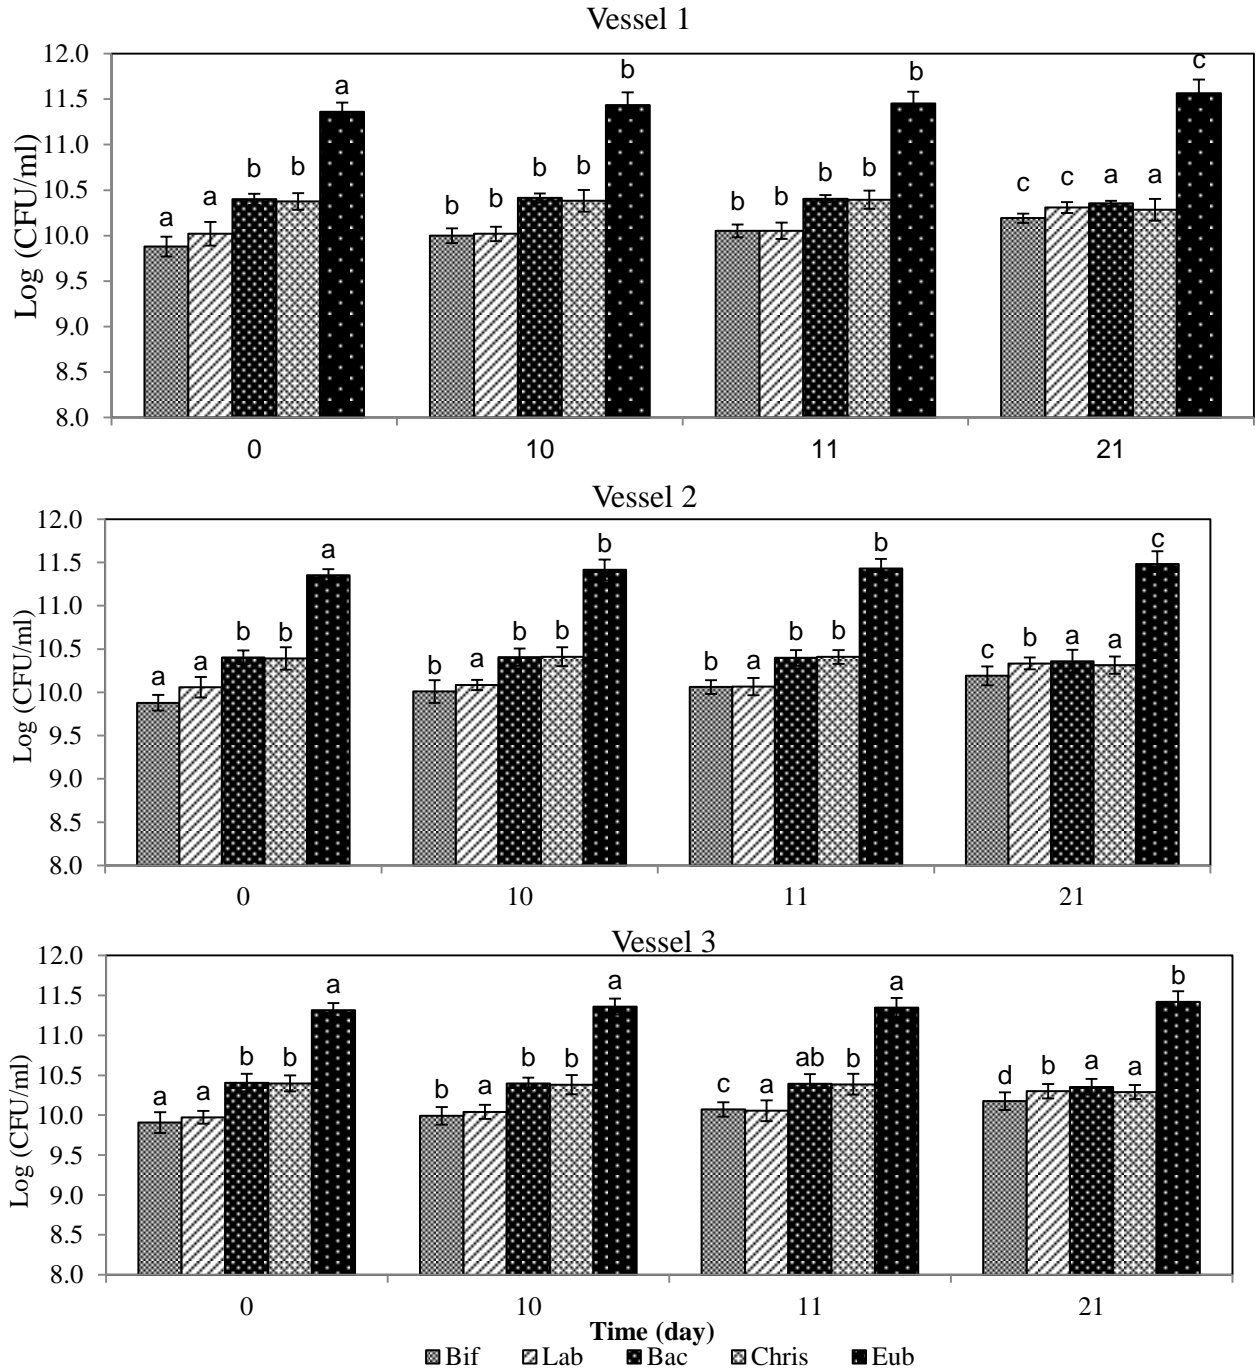 Vessel 1
12.0
11.5
11.0
10.5
10.0
9.5
9.0
8.5
8.0
Log (CFU/ml)
a a b b a
b b b b b
b b b b b
c c a a c
0 10 11 21
Vessel 2
12.0
11.5
11.0
10.5
10.0
9.5
9.0
8.5
8.0
Log (CFU/ml)
a a b b a
b a b b b
b a b b b
c b a a c
0 10 11 21
Vessel 3
12.0
11.5
11.0
10.5
10.0
9.5
9.0
8.5
8.0
Log (CFU/ml)
a a b b a
b a b b a
c a ab b a
d b a a b
0 10 11 21
Time (day)
Bif Lab Bac Chris Eub